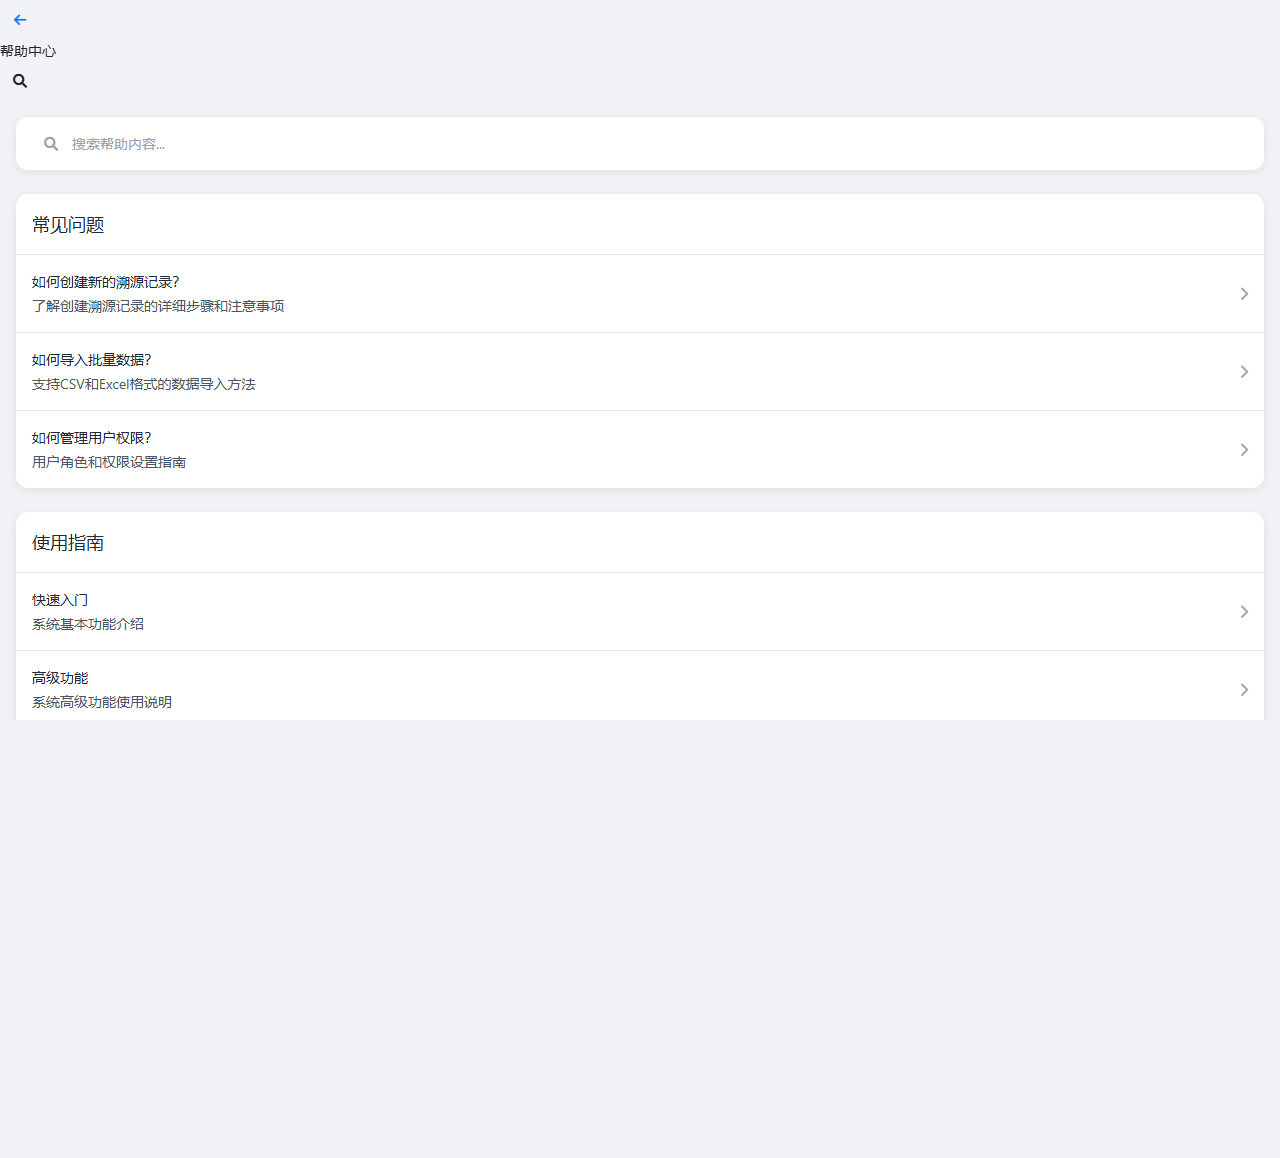 帮助中心
搜索帮助内容...
常见问题
如何创建新的溯源记录?
了解创建溯源记录的详细步骤和注意事项
如何导入批量数据?
支持CSV和Excel格式的数据导入方法
如何管理用户权限?
用户角色和权限设置指南
使用指南
快速入门
系统基本功能介绍
高级功能
系统高级功能使用说明